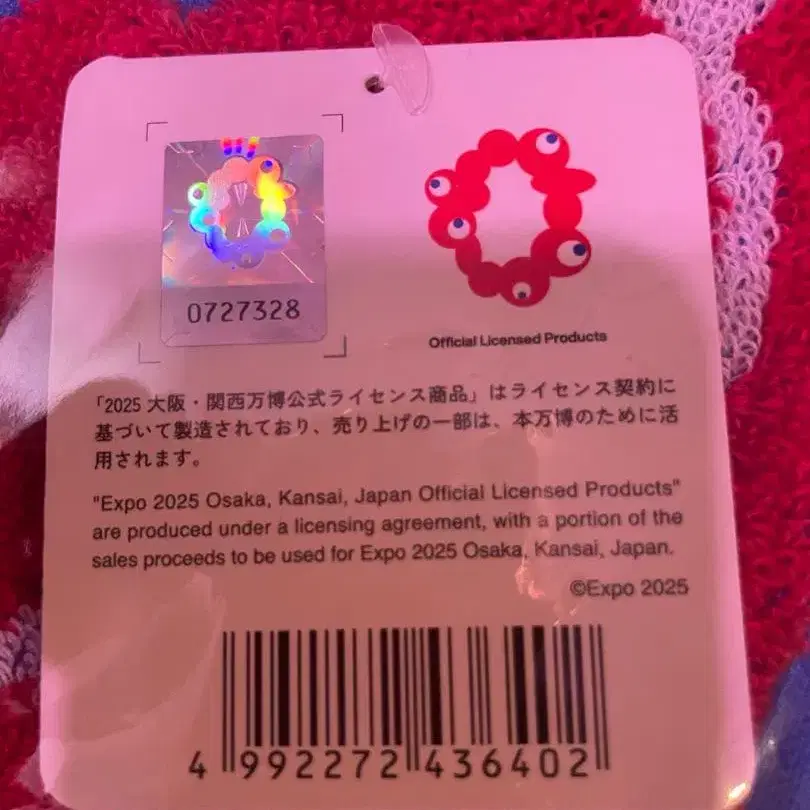 0727328
Official Licensed Products
「2025 大阪・関西万博公式ライセンス商品」はライセンス契約に
基づいて製造されており、売り上げの一部は、本万博のために活
用されます。
"Expo 2025 Osaka, Kansai, Japan Official Licensed Products"
are produced under a licensing agreement, with a portion of the
sales proceeds to be used for Expo 2025 Osaka, Kansai, Japan.
©Expo 2025
4 992272 436402